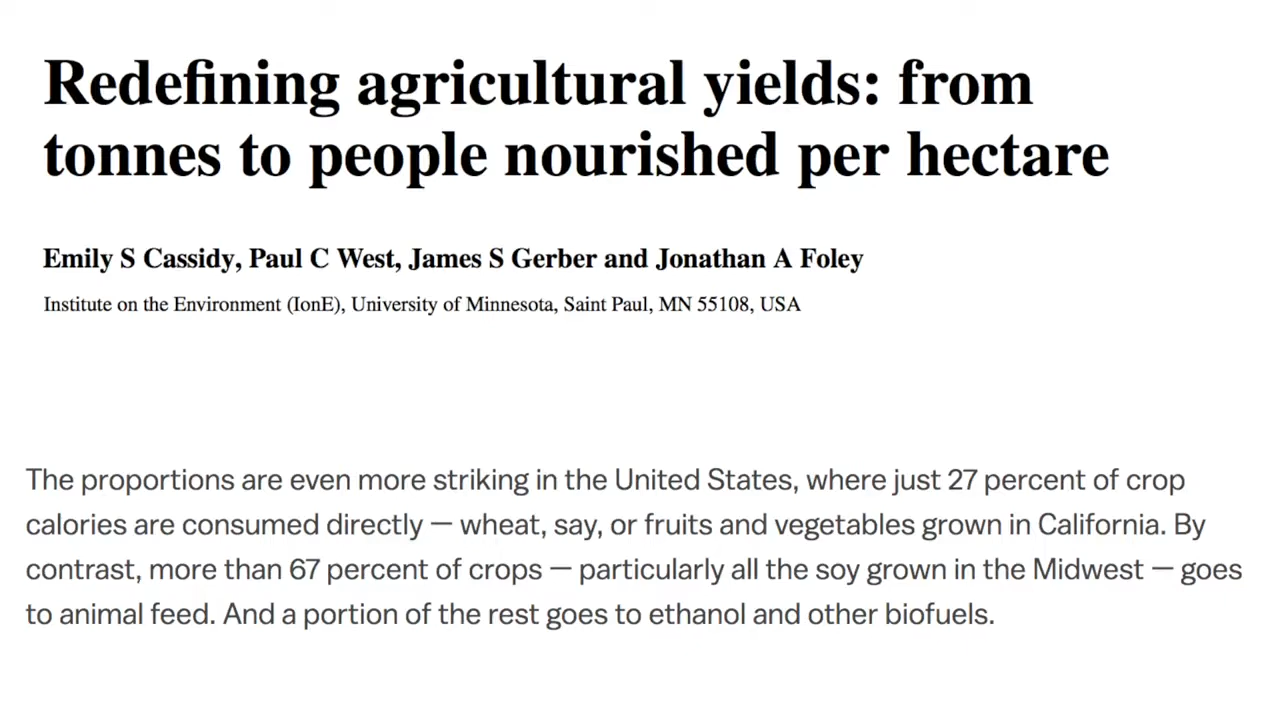 Redefining agricultural yields: from
tonnes to people nourished per hectare
Emily S Cassidy, Paul C West, James S Gerber and Jonathan A Foley
Institute on the Environment (IonE), University of Minnesota, Saint Paul, MN 55108, USA
The proportions are even more striking in the United States, where just 27 percent of crop
calories are consumed directly — wheat, say, or fruits and vegetables grown in California. By
contrast, more than 67 percent of crops — particularly all the soy grown in the Midwest — goes
to animal feed. And a portion of the rest goes to ethanol and other biofuels.